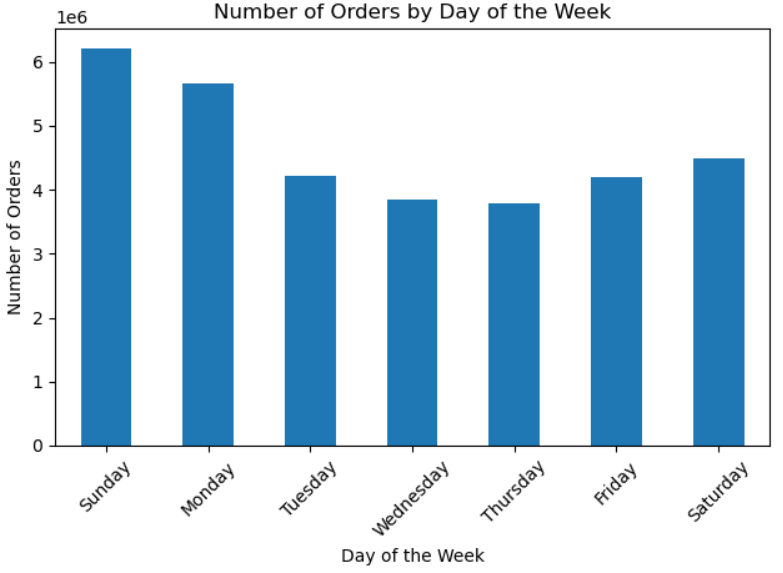 Number of Orders by Day of the Week
1e6
6
5
4
3
2
1
0
Number of Orders
Sunday
Monday
Tuesday
Wednesday
Thursday
Friday
Saturday
Day of the Week